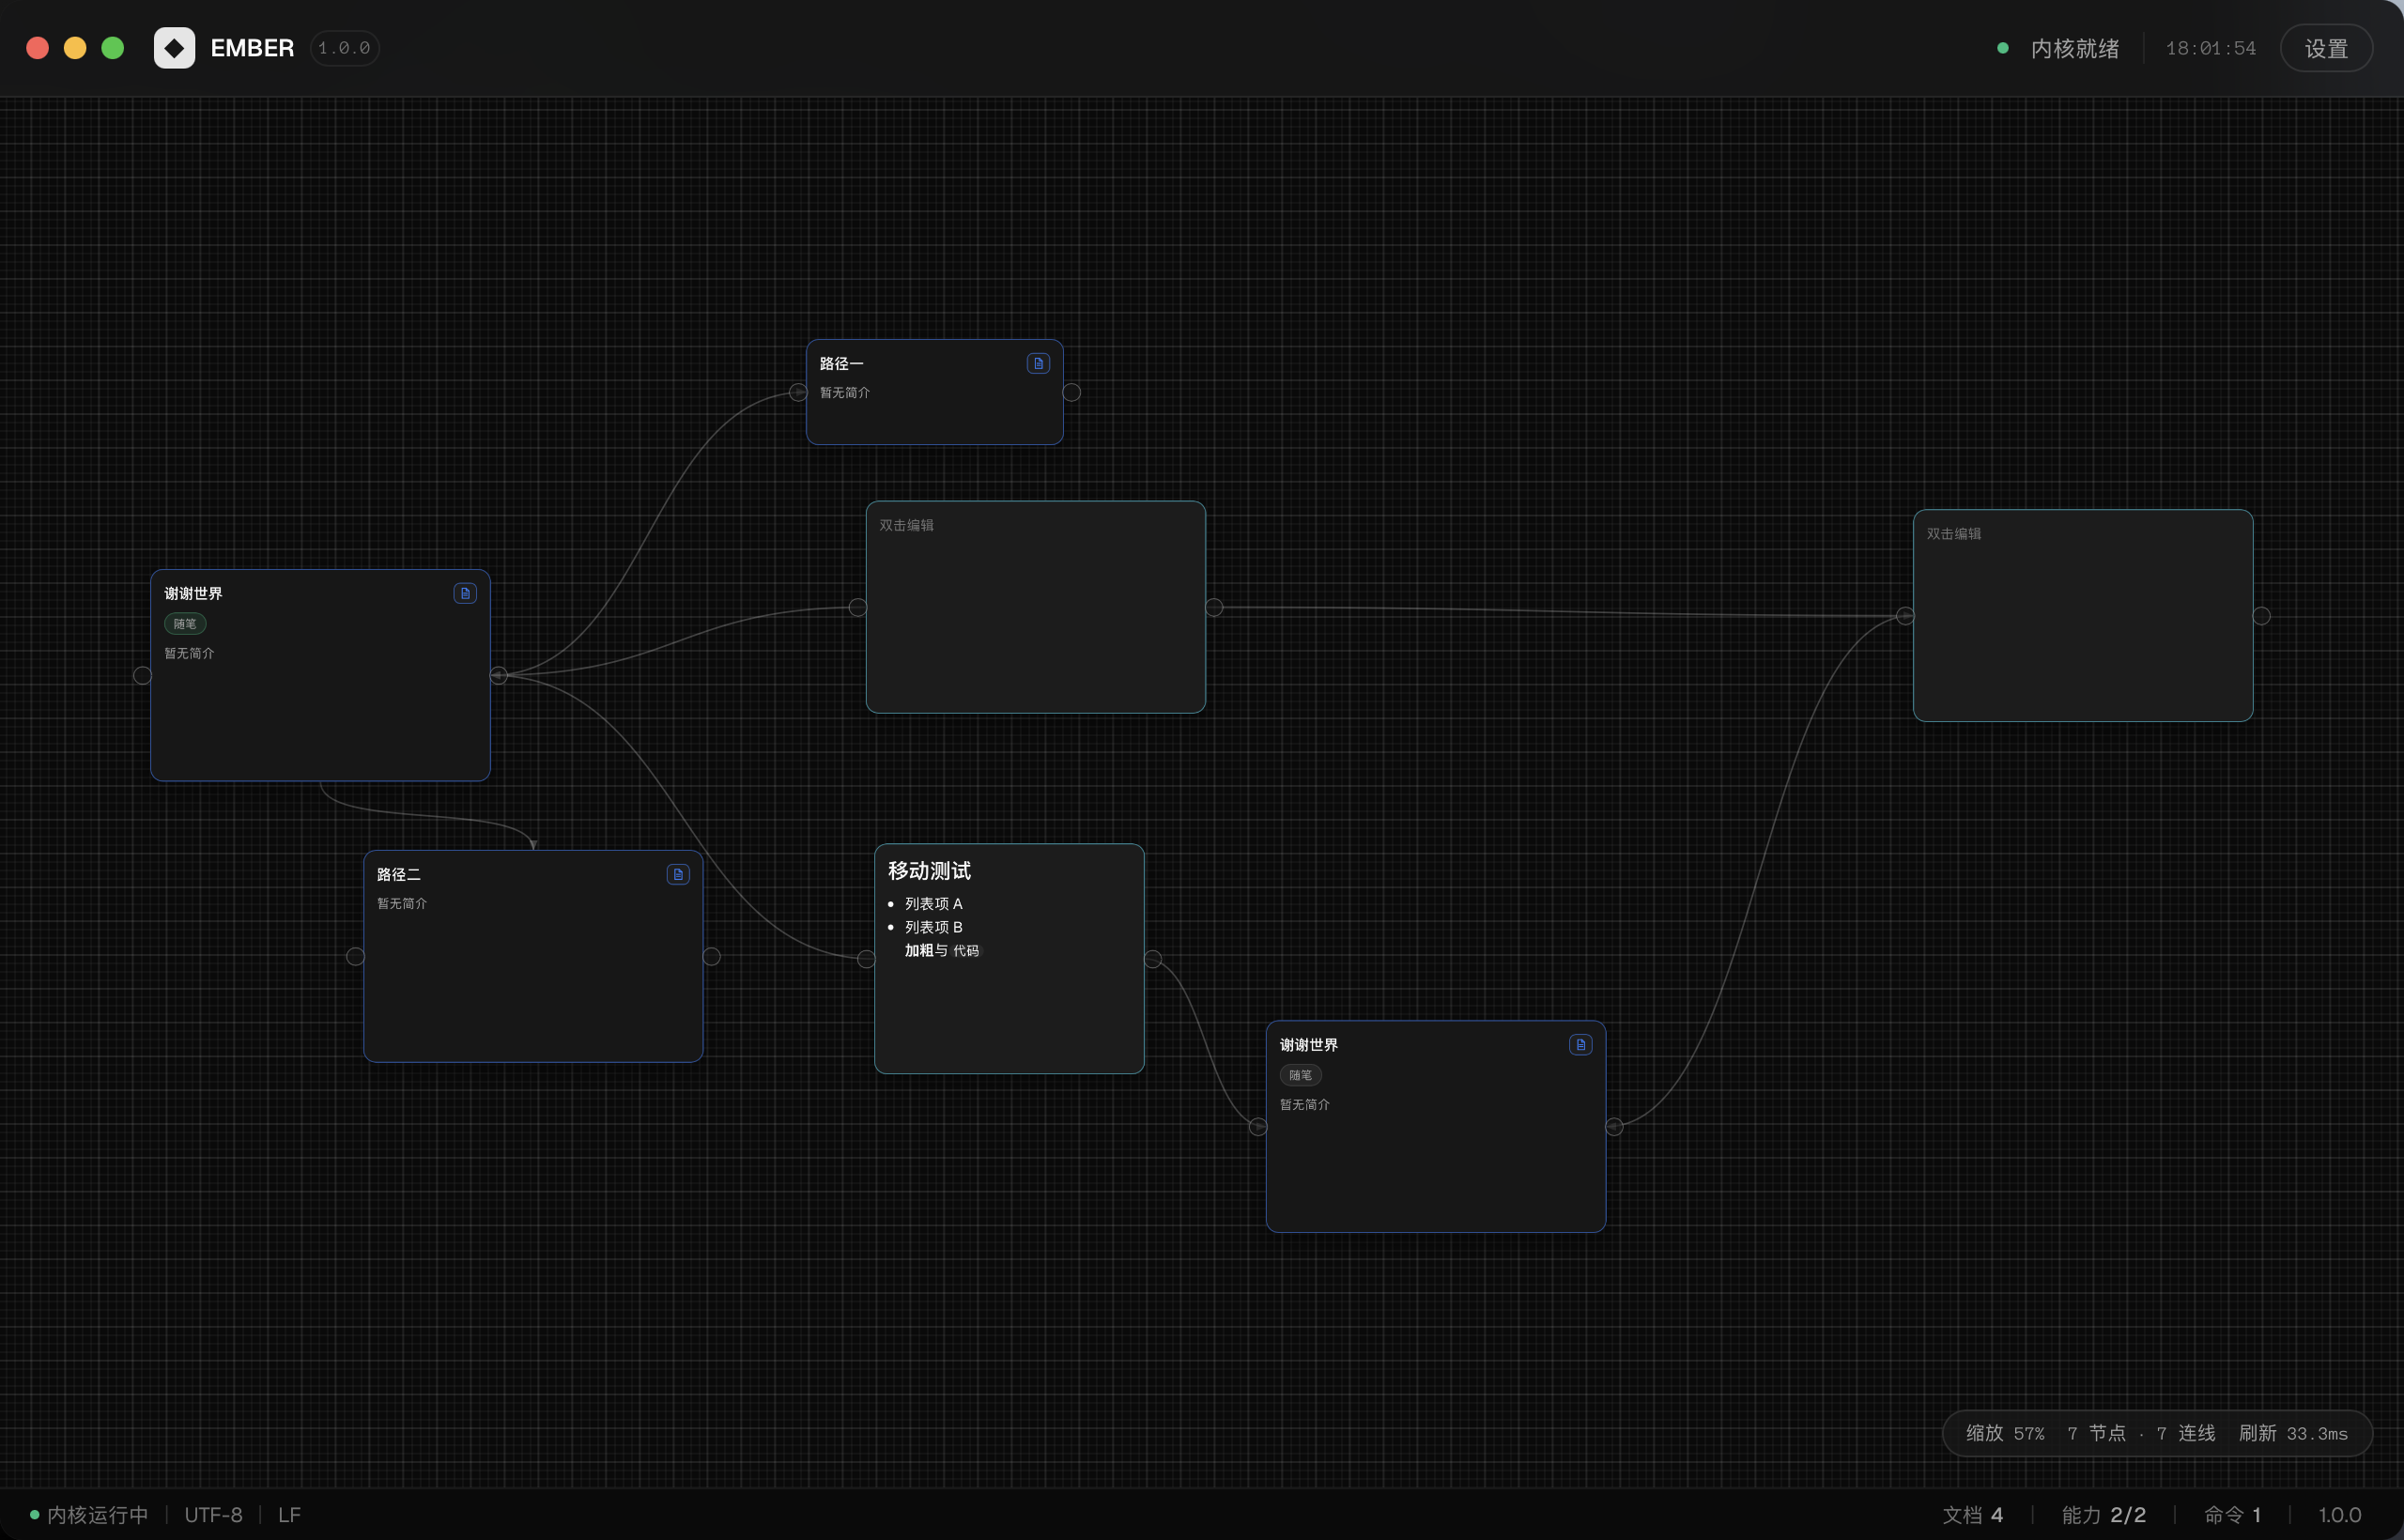 EMBER 1.0.0
内核就绪 18:01:54 设置
路径一
暂无简介
双击编辑
双击编辑
谢谢世界
随笔
暂无简介
路径二
暂无简介
移动测试
列表项 A
列表项 B
加粗与 代码
谢谢世界
随笔
暂无简介
缩放 57% 7 节点 · 7 连线 刷新 33.3ms
内核运行中 UTF-8 LF
文档 4 能力 2/2 命令 1 1.0.0